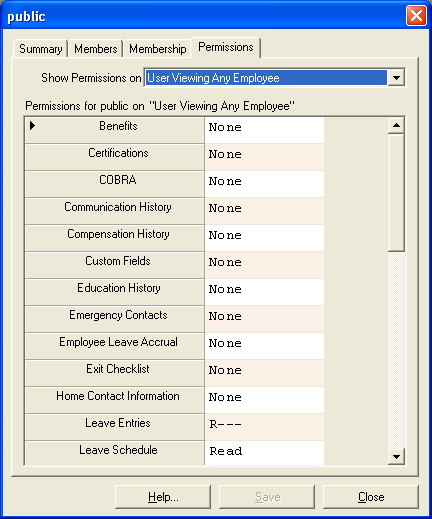 public
Summary Members Membership Permissions
Show Permissions on User Viewing Any Employee
Permissions for public on "User Viewing Any Employee"
Benefits None
Certifications None
COBRA None
Communication History None
Compensation History None
Custom Fields None
Education History None
Emergency Contacts None
Employee Leave Accrual None
Exit Checklist None
Home Contact Information None
Leave Entries R---
Leave Schedule Read
Help... Save Close